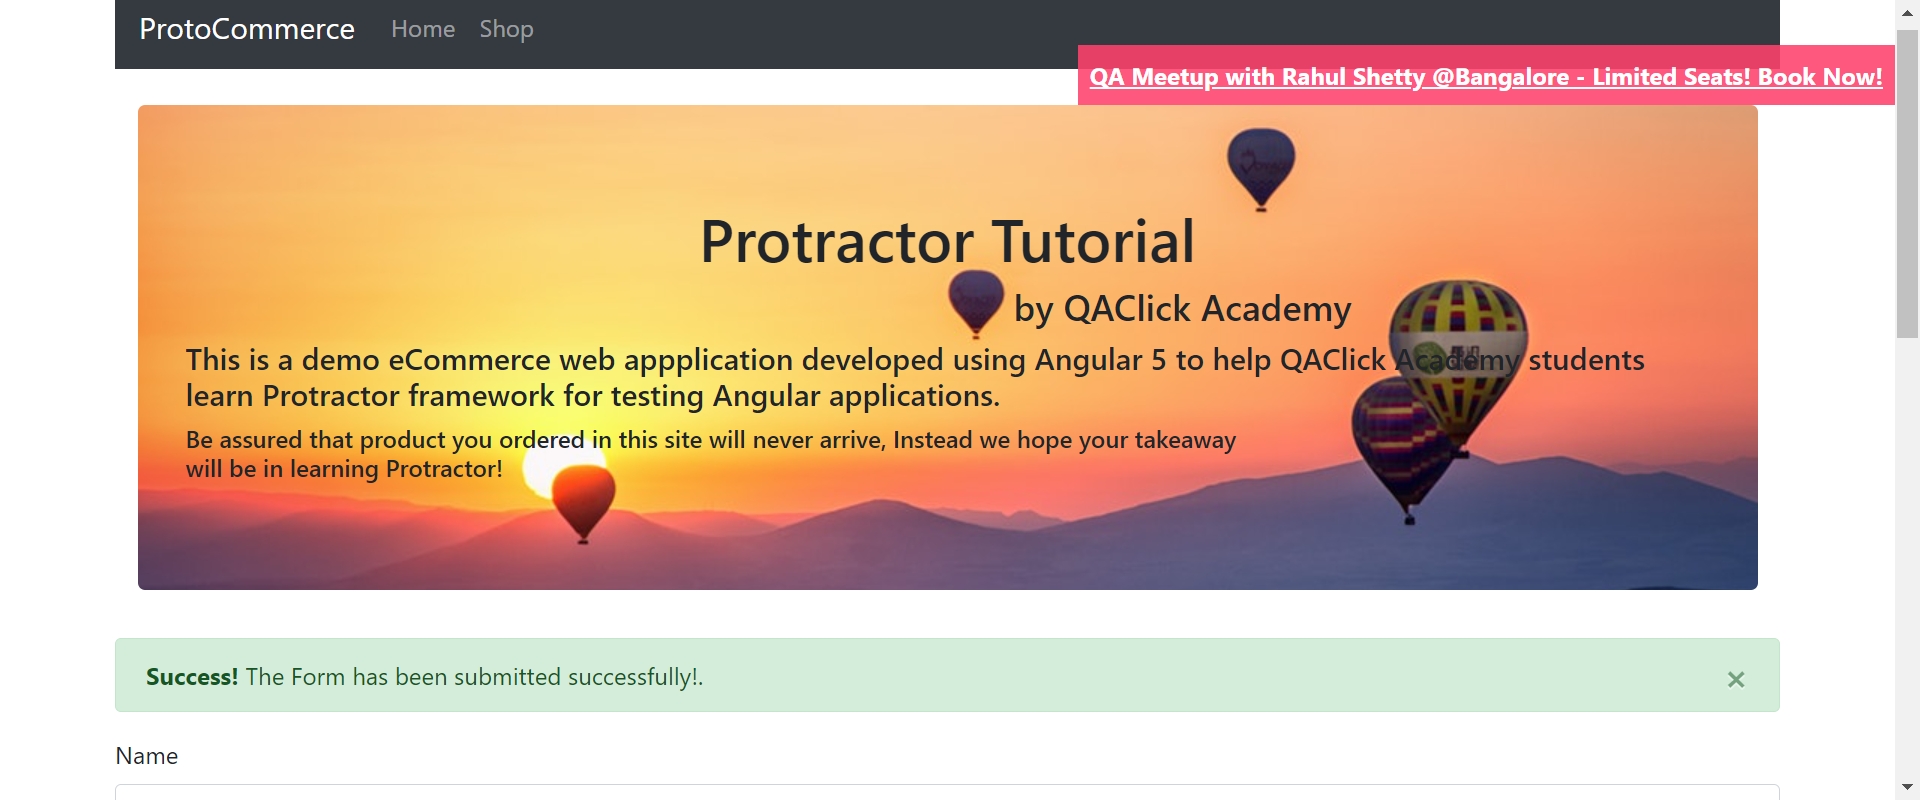 ProtoCommerce Home Shop
QA Meetup with Rahul Shetty @Bangalore - Limited Seats! Book Now!
Protractor Tutorial
by QAClick Academy
This is a demo eCommerce web appplication developed using Angular 5 to help QAClick Academy students
learn Protractor framework for testing Angular applications.
Be assured that product you ordered in this site will never arrive, Instead we hope your takeaway
will be in learning Protractor!
Success! The Form has been submitted successfully!.
×
Name